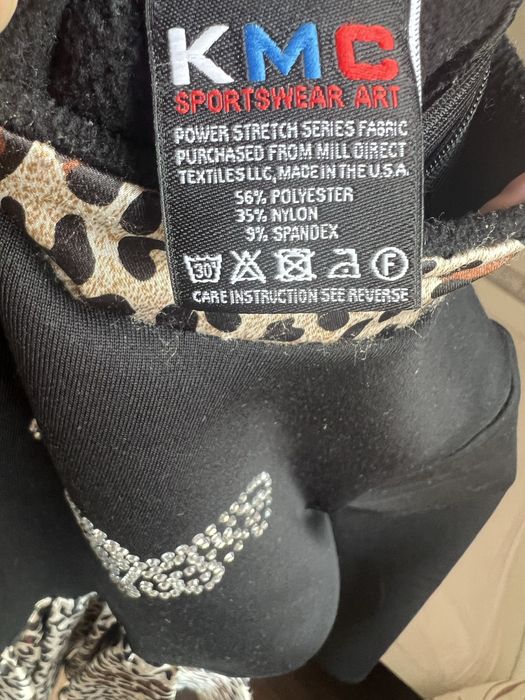 KMC
SPORTSWEAR ART
POWER STRETCH SERIES FABRIC
PURCHASED FROM MILL DIRECT
TEXTILES LLC, MADE IN THE U.S.A.
56% POLYESTER
35% NYLON
9% SPANDEX
30° F
CARE INSTRUCTION SEE REVERSE